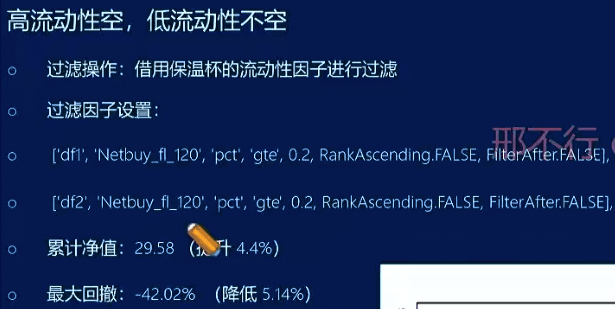 高流动性空，低流动性不空
过滤操作：借用保温杯的流动性因子进行过滤
过滤因子设置：
['df1', 'Netbuy_fl_120', 'pct', 'gte', 0.2, RankAscending.FALSE, FilterAfter.FALSE],
邢不行
['df2', 'Netbuy_fl_120', 'pct', 'gte', 0.2, RankAscending.FALSE, FilterAfter.FALSE],
累计净值：29.58 （提升 4.4%）
最大回撤：-42.02% （降低 5.14%）